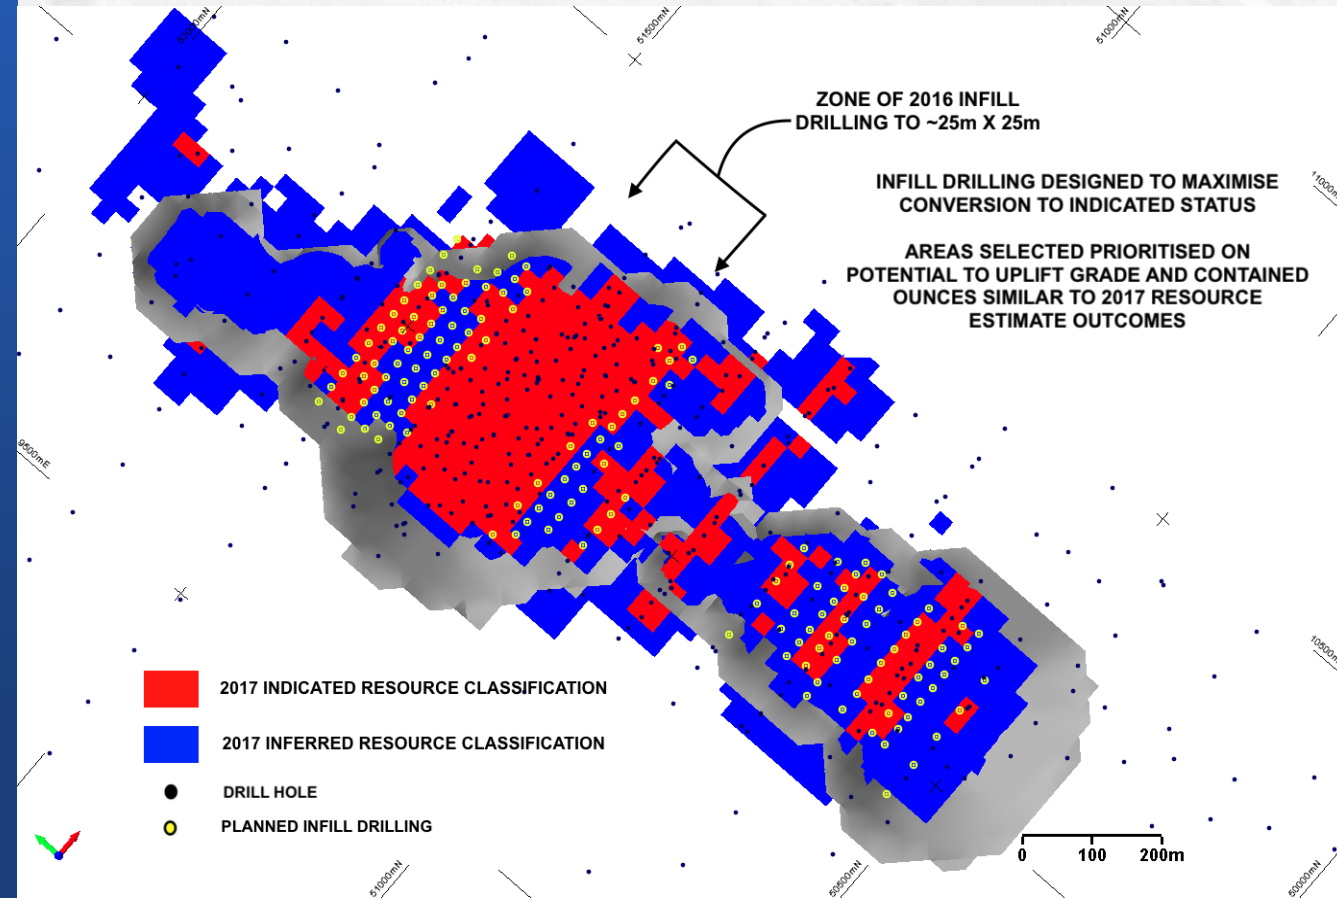 52000mN
51500mN
51000mN
ZONE OF 2016 INFILL
DRILLING TO ~25m X 25m
INFILL DRILLING DESIGNED TO MAXIMISE
CONVERSION TO INDICATED STATUS
AREAS SELECTED PRIORITISED ON
POTENTIAL TO UPLIFT GRADE AND CONTAINED
OUNCES SIMILAR TO 2017 RESOURCE
ESTIMATE OUTCOMES
9500mE
2017 INDICATED RESOURCE CLASSIFICATION
2017 INFERRED RESOURCE CLASSIFICATION
DRILL HOLE
PLANNED INFILL DRILLING
0 100 200m
51000mN
50500mN
50000mN